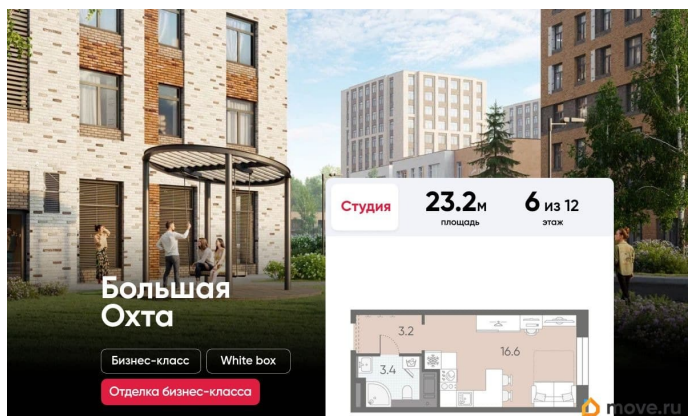 Студия
23.2м
площадь
6 из 12
этаж
Большая
Охта
Бизнес-класс
White box
Отделка бизнес-класса
3.2
16.6
3.4
move.ru